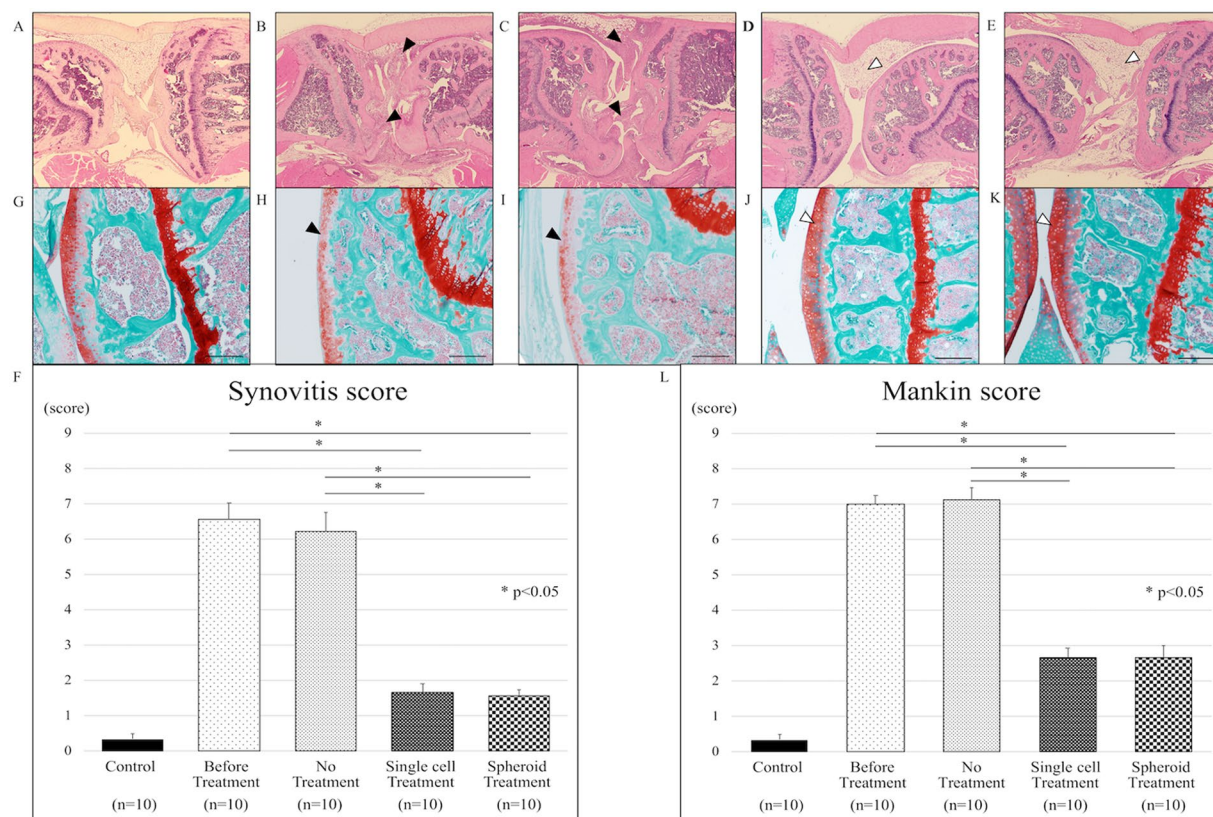 A B C D E
G H I J K
F
Synovitis score
(score)
9
8
7
6
5
4
3
2
1
0
*
*
*
*
* p<0.05
Control Before Treatment No Treatment Single cell Treatment Spheroid Treatment
(n=10) (n=10) (n=10) (n=10) (n=10)
L
Mankin score
(score)
9
8
7
6
5
4
3
2
1
0
*
*
*
*
* p<0.05
Control Before Treatment No Treatment Single cell Treatment Spheroid Treatment
(n=10) (n=10) (n=10) (n=10) (n=10)